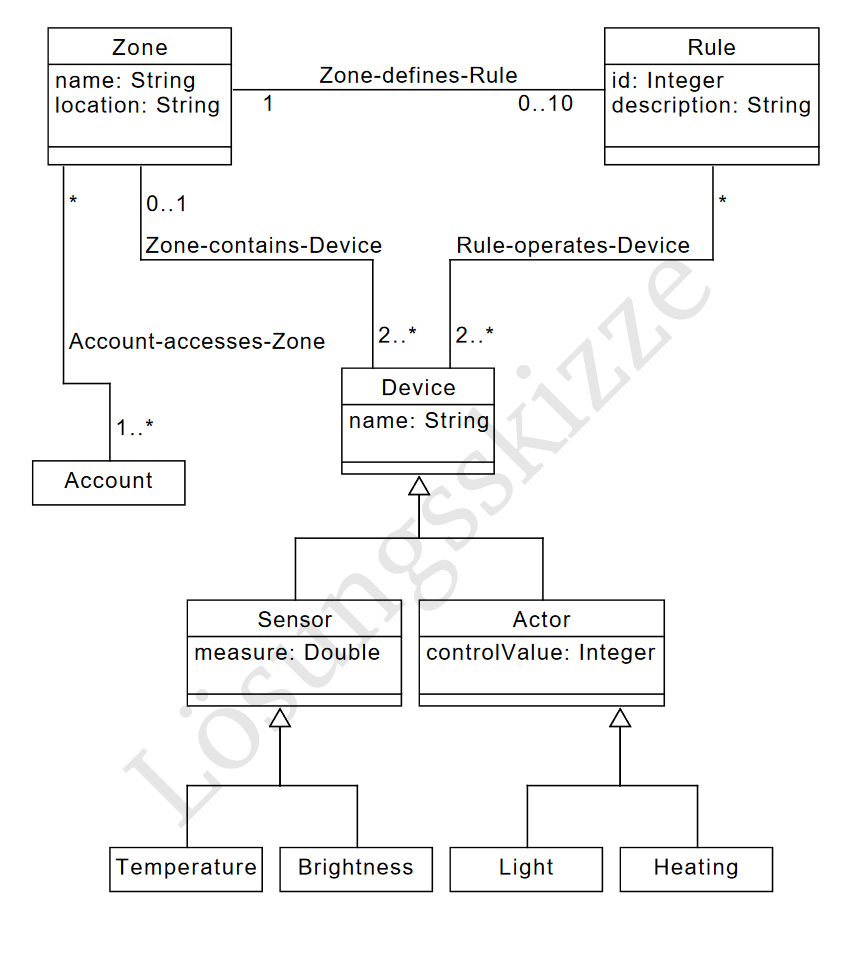 Zone
name: String
location: String
Zone-defines-Rule
1
0..10
Rule
id: Integer
description: String
*
0..1
*
Zone-contains-Device
Rule-operates-Device
Account-accesses-Zone
2..*
2..*
1..*
Account
Device
name: String
Sensor
measure: Double
Actor
controlValue: Integer
Temperature
Brightness
Light
Heating
Lösungsskizze